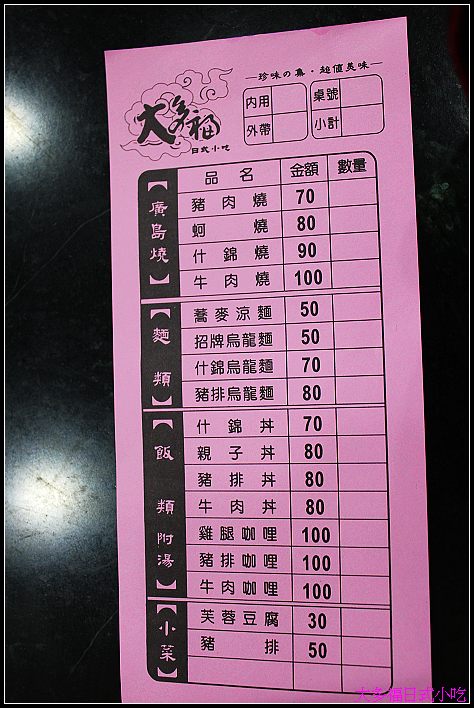 大多福
日式小吃
—珍味の集・超值美味—
內用
外帶
桌號
小計
品名 金額 數量
【廣島燒】
豬肉燒 70
蚵燒 80
什錦燒 90
牛肉燒 100
【麵類】
蕎麥涼麵 50
招牌烏龍麵 50
什錦烏龍麵 70
豬排烏龍麵 80
【飯類附湯】
什錦丼 70
親子丼 80
豬排丼 80
牛肉丼 80
雞腿咖哩 100
豬排咖哩 100
牛肉咖哩 100
【小菜】
芙蓉豆腐 30
豬排 50
大多福日式小吃